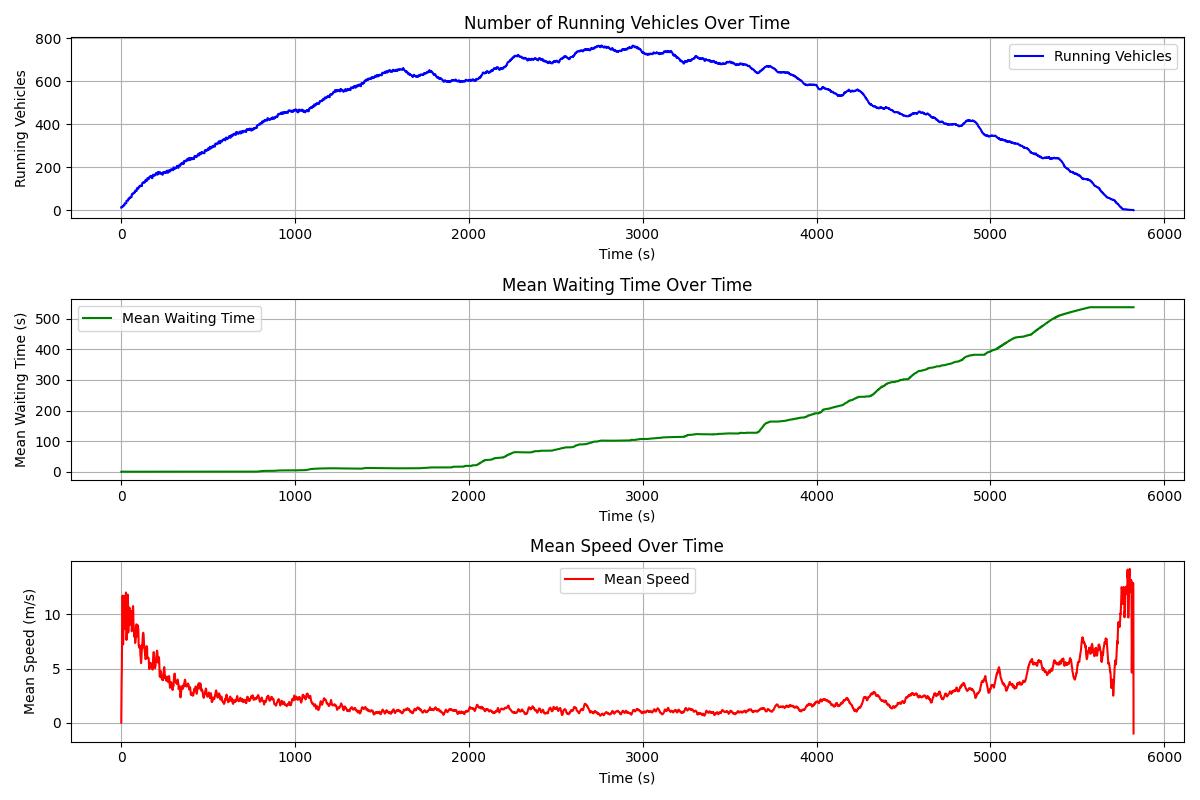 Number of Running Vehicles Over Time
Running Vehicles
800
600
400
200
0
Running Vehicles
0 1000 2000 3000 4000 5000 6000
Time (s)
Mean Waiting Time Over Time
Mean Waiting Time
Mean Waiting Time (s)
500
400
300
200
100
0
0 1000 2000 3000 4000 5000 6000
Time (s)
Mean Speed Over Time
Mean Speed
Mean Speed (m/s)
10
5
0
0 1000 2000 3000 4000 5000 6000
Time (s)